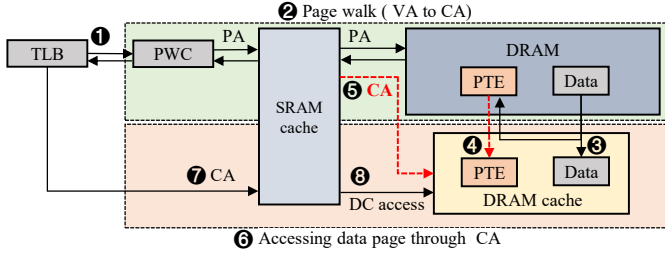 ❷ Page walk ( VA to CA)
❶
TLB
PWC
PA
PA
DRAM
PTE
Data
❺ CA
SRAM
cache
❹
❸
PTE
Data
DRAM cache
❼ CA
❽
DC access
❻ Accessing data page through CA